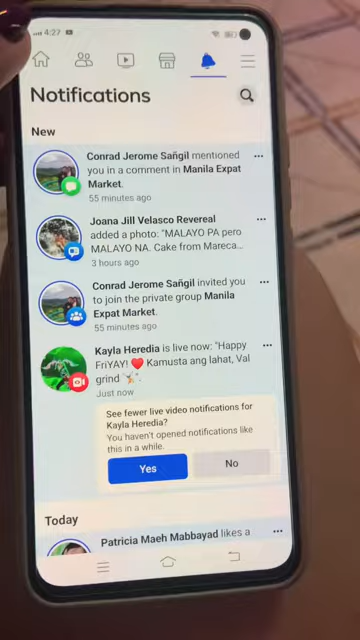 4:27
Notifications
New
Conrad Jerome Sañgil mentioned
you in a comment in Manila Expat
Market.
55 minutes ago
Joana Jill Velasco Revereal
added a photo: "MALAYO PA pero
MALAYO NA. Cake from Mareca...
3 hours ago
Conrad Jerome Sañgil invited you
to join the private group Manila
Expat Market.
55 minutes ago
Kayla Heredia is live now: "Happy
FriYAY! ❤️ Kamusta ang lahat, Val
grind 🤸".
Just now
See fewer live video notifications for
Kayla Heredia?
You haven't opened notifications like
this in a while.
Yes
No
Today
Patricia Maeh Mabbayad likes a